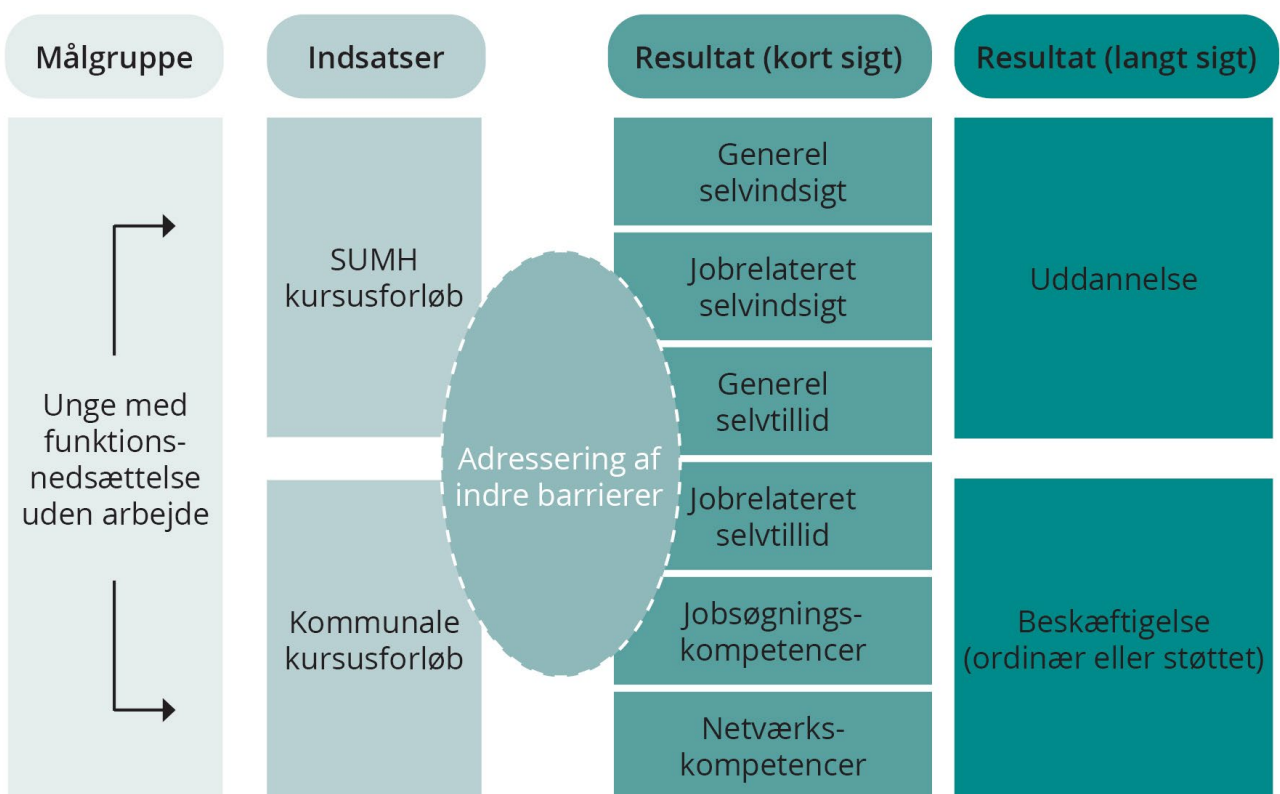 Målgruppe
Indsatser
Resultat (kort sigt)
Resultat (langt sigt)
Unge med
funktions-
nedsættelse
uden arbejde
SUMH
kursusforløb
Kommunale
kursusforløb
Adressering af
indre barrierer
Generel
selvindsigt
Jobrelateret
selvindsigt
Generel
selvtillid
Jobrelateret
selvtillid
Jobsøgnings-
kompetencer
Netværks-
kompetencer
Uddannelse
Beskæftigelse
(ordinær eller støttet)